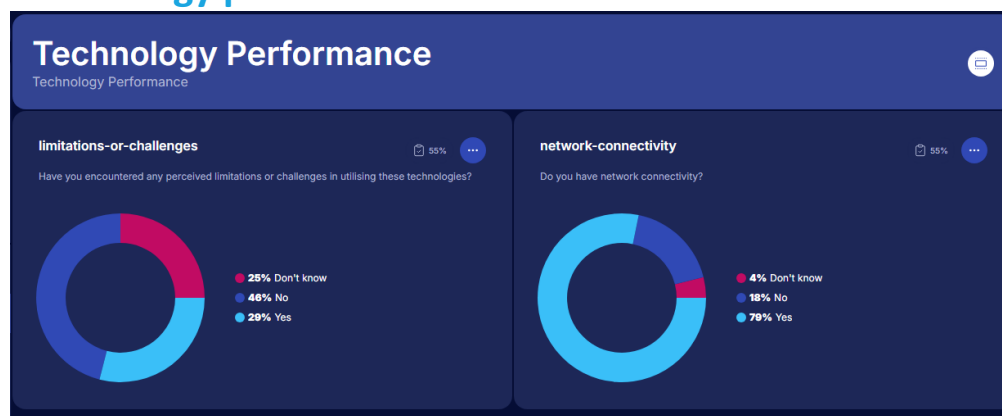 Technology Performance
Technology Performance
limitations-or-challenges
55%
Have you encountered any perceived limitations or challenges in utilising these technologies?
25% Don't know
46% No
29% Yes
network-connectivity
55%
Do you have network connectivity?
4% Don't know
18% No
79% Yes